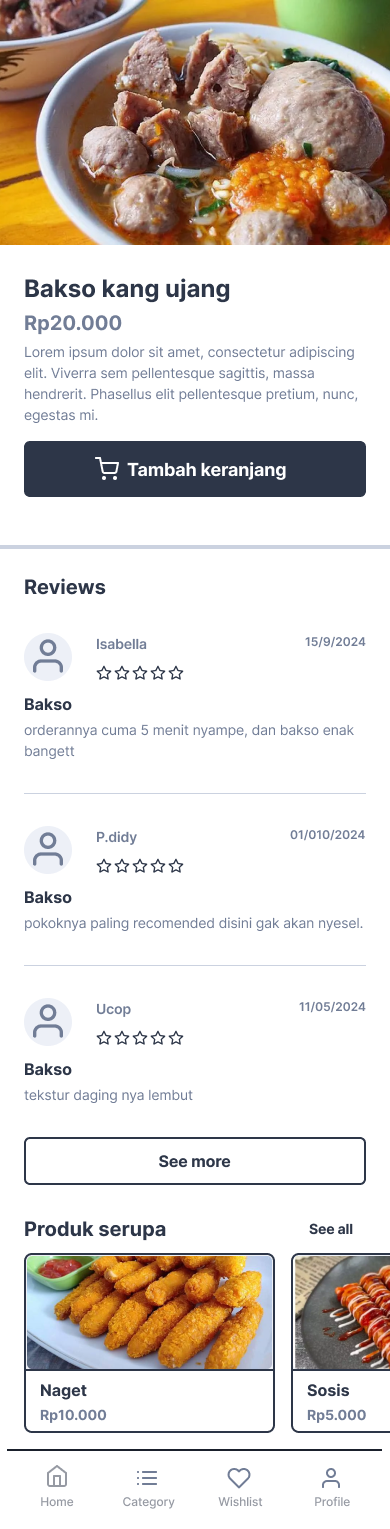 Bakso kang ujang
Rp20.000
Lorem ipsum dolor sit amet, consectetur adipiscing
elit. Viverra sem pellentesque sagittis, massa
hendrerit. Phasellus elit pellentesque pretium, nunc,
egestas mi.
Tambah keranjang
Reviews
Isabella 15/9/2024
Bakso
orderannya cuma 5 menit nyampe, dan bakso enak
bangett
P.didy 01/010/2024
Bakso
pokoknya paling recomended disini gak akan nyesel.
Ucop 11/05/2024
Bakso
tekstur daging nya lembut
See more
Produk serupa See all
Naget Sosis
Rp10.000 Rp5.000
Home Category Wishlist Profile